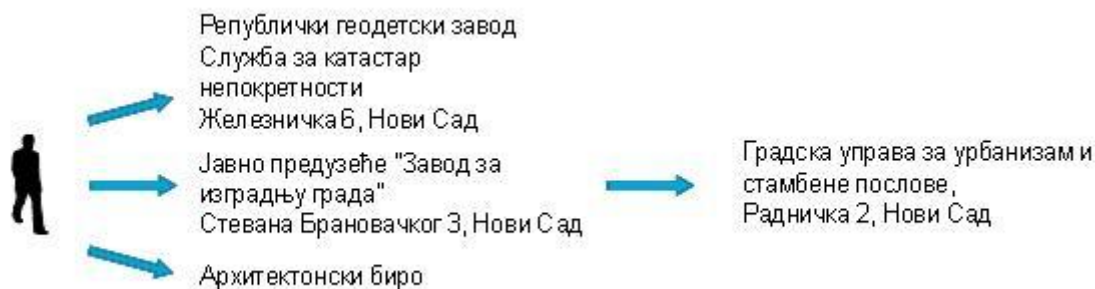 Републички геодетски завод
Служба за катастар
непокретности
Железничка 6, Нови Сад
Јавно предузеће "Завод за
изградњу града"
Стевана Брановачког 3, Нови Сад
Архитектонски биро
Градска управа за урбанизам и
стамбене послове,
Радничка 2, Нови Сад